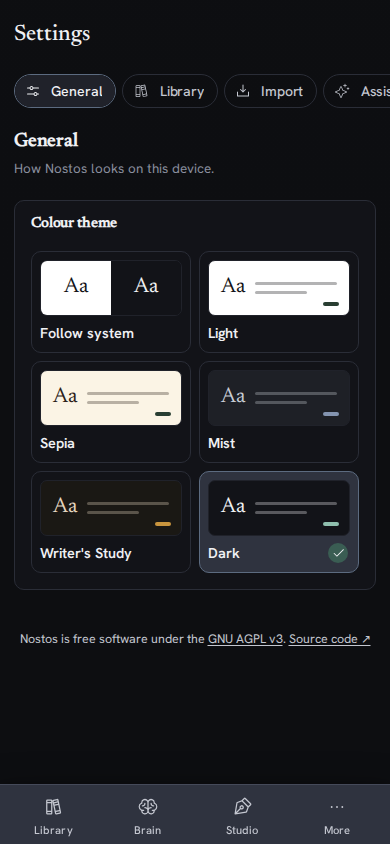 Settings
General
Library
Import
Assis
General
How Nostos looks on this device.
Colour theme
Aa
Aa
Follow system
Aa
Light
Aa
Sepia
Aa
Mist
Aa
Writer's Study
Aa
Dark
Nostos is free software under the GNU AGPL v3. Source code ↗
Library
Brain
Studio
More